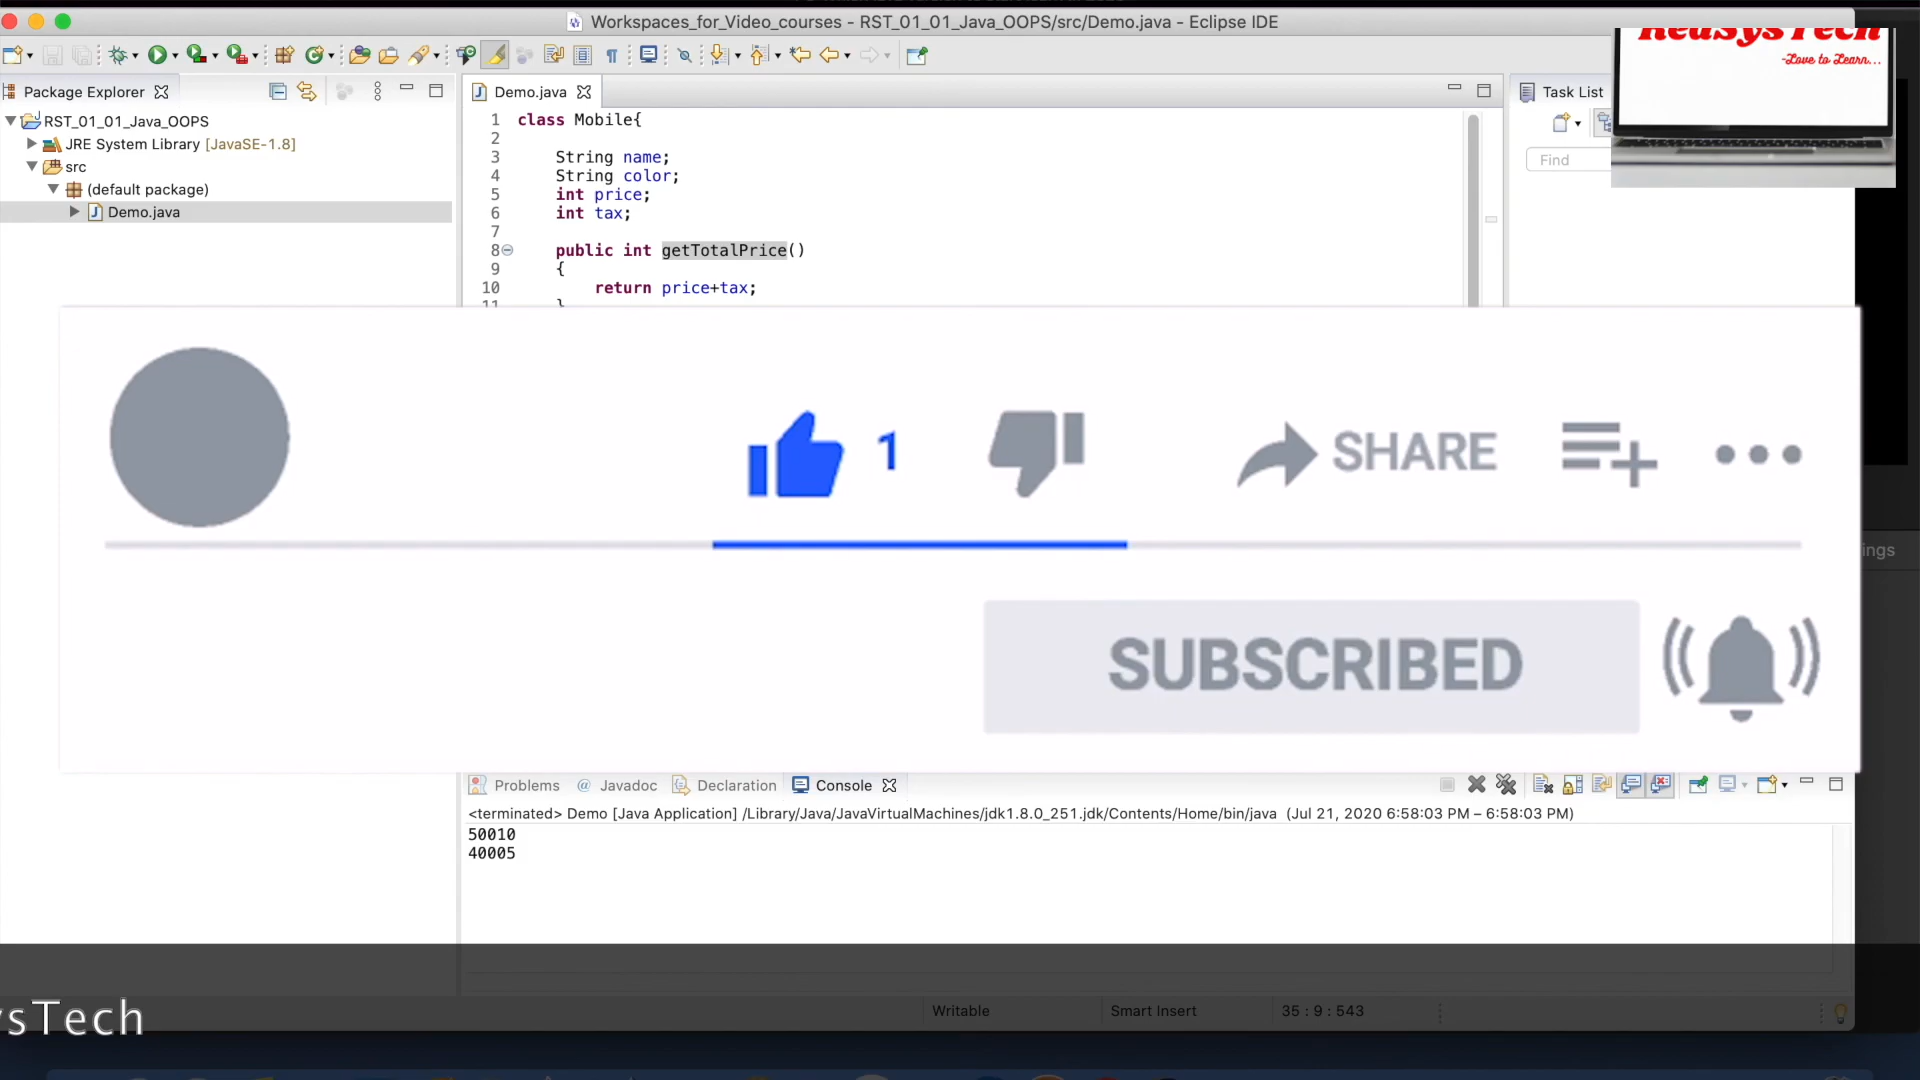 Workspaces_for_Video_courses - RST_01_01_Java_OOPS/src/Demo.java - Eclipse IDE
-Love to Learn...
Package Explorer
Demo.java
Task List
RST_01_01_Java_OOPS
JRE System Library [JavaSE-1.8]
src
(default package)
Demo.java
Find
1 class Mobile{
2
3 String name;
4 String color;
5 int price;
6 int tax;
7
8 public int getTotalPrice()
9 {
10 return price+tax;
11 }
1
SHARE
ings
SUBSCRIBED
Problems @ Javadoc Declaration Console
<terminated> Demo [Java Application] /Library/Java/JavaVirtualMachines/jdk1.8.0_251.jdk/Contents/Home/bin/java (Jul 21, 2020 6:58:03 PM – 6:58:03 PM)
50010
40005
Writable
Smart Insert
35 : 9 : 543
sTech